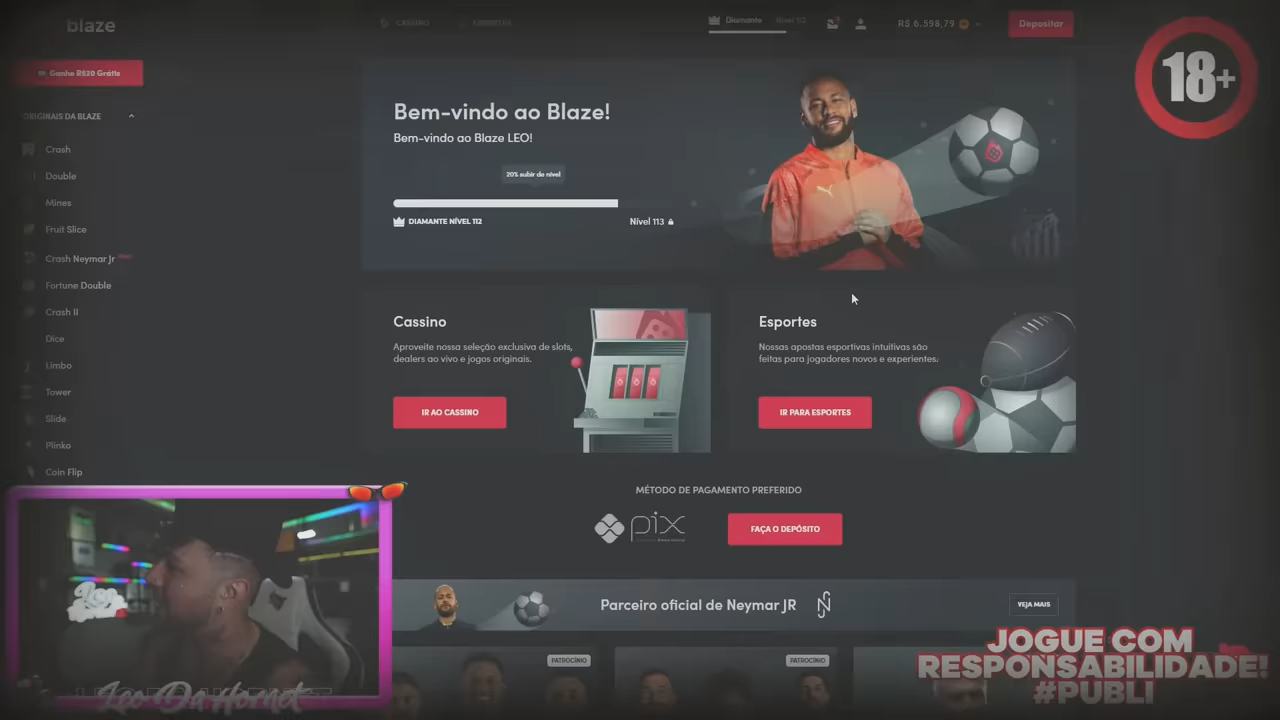 blaze
CASSINO
ESPORTES
Diamante
Nível 112
R$ 6.598,79
Depositar
18+
Ganhe R$20 Grátis
ORIGINAIS DA BLAZE
Crash
Double
Mines
Fruit Slice
Crash Neymar Jr
Fortune Double
Crash II
Dice
Limbo
Tower
Slide
Plinko
Coin Flip
Bem-vindo ao Blaze!
Bem-vindo ao Blaze LEO!
20% subir de nível
DIAMANTE NÍVEL 112
Nível 113
Cassino
Aproveite nossa seleção exclusiva de slots,
dealers ao vivo e jogos originais.
IR AO CASSINO
Esportes
Nossas apostas esportivas intuitivas são
feitas para jogadores novos e experientes.
IR PARA ESPORTES
MÉTODO DE PAGAMENTO PREFERIDO
pix
FAÇA O DEPÓSITO
Parceiro oficial de Neymar JR
VEJA MAIS
PATROCÍNIO
PATROCÍNIO
Leo Da Hornet
JOGUE COM
RESPONSABILIDADE!
#PUBLI